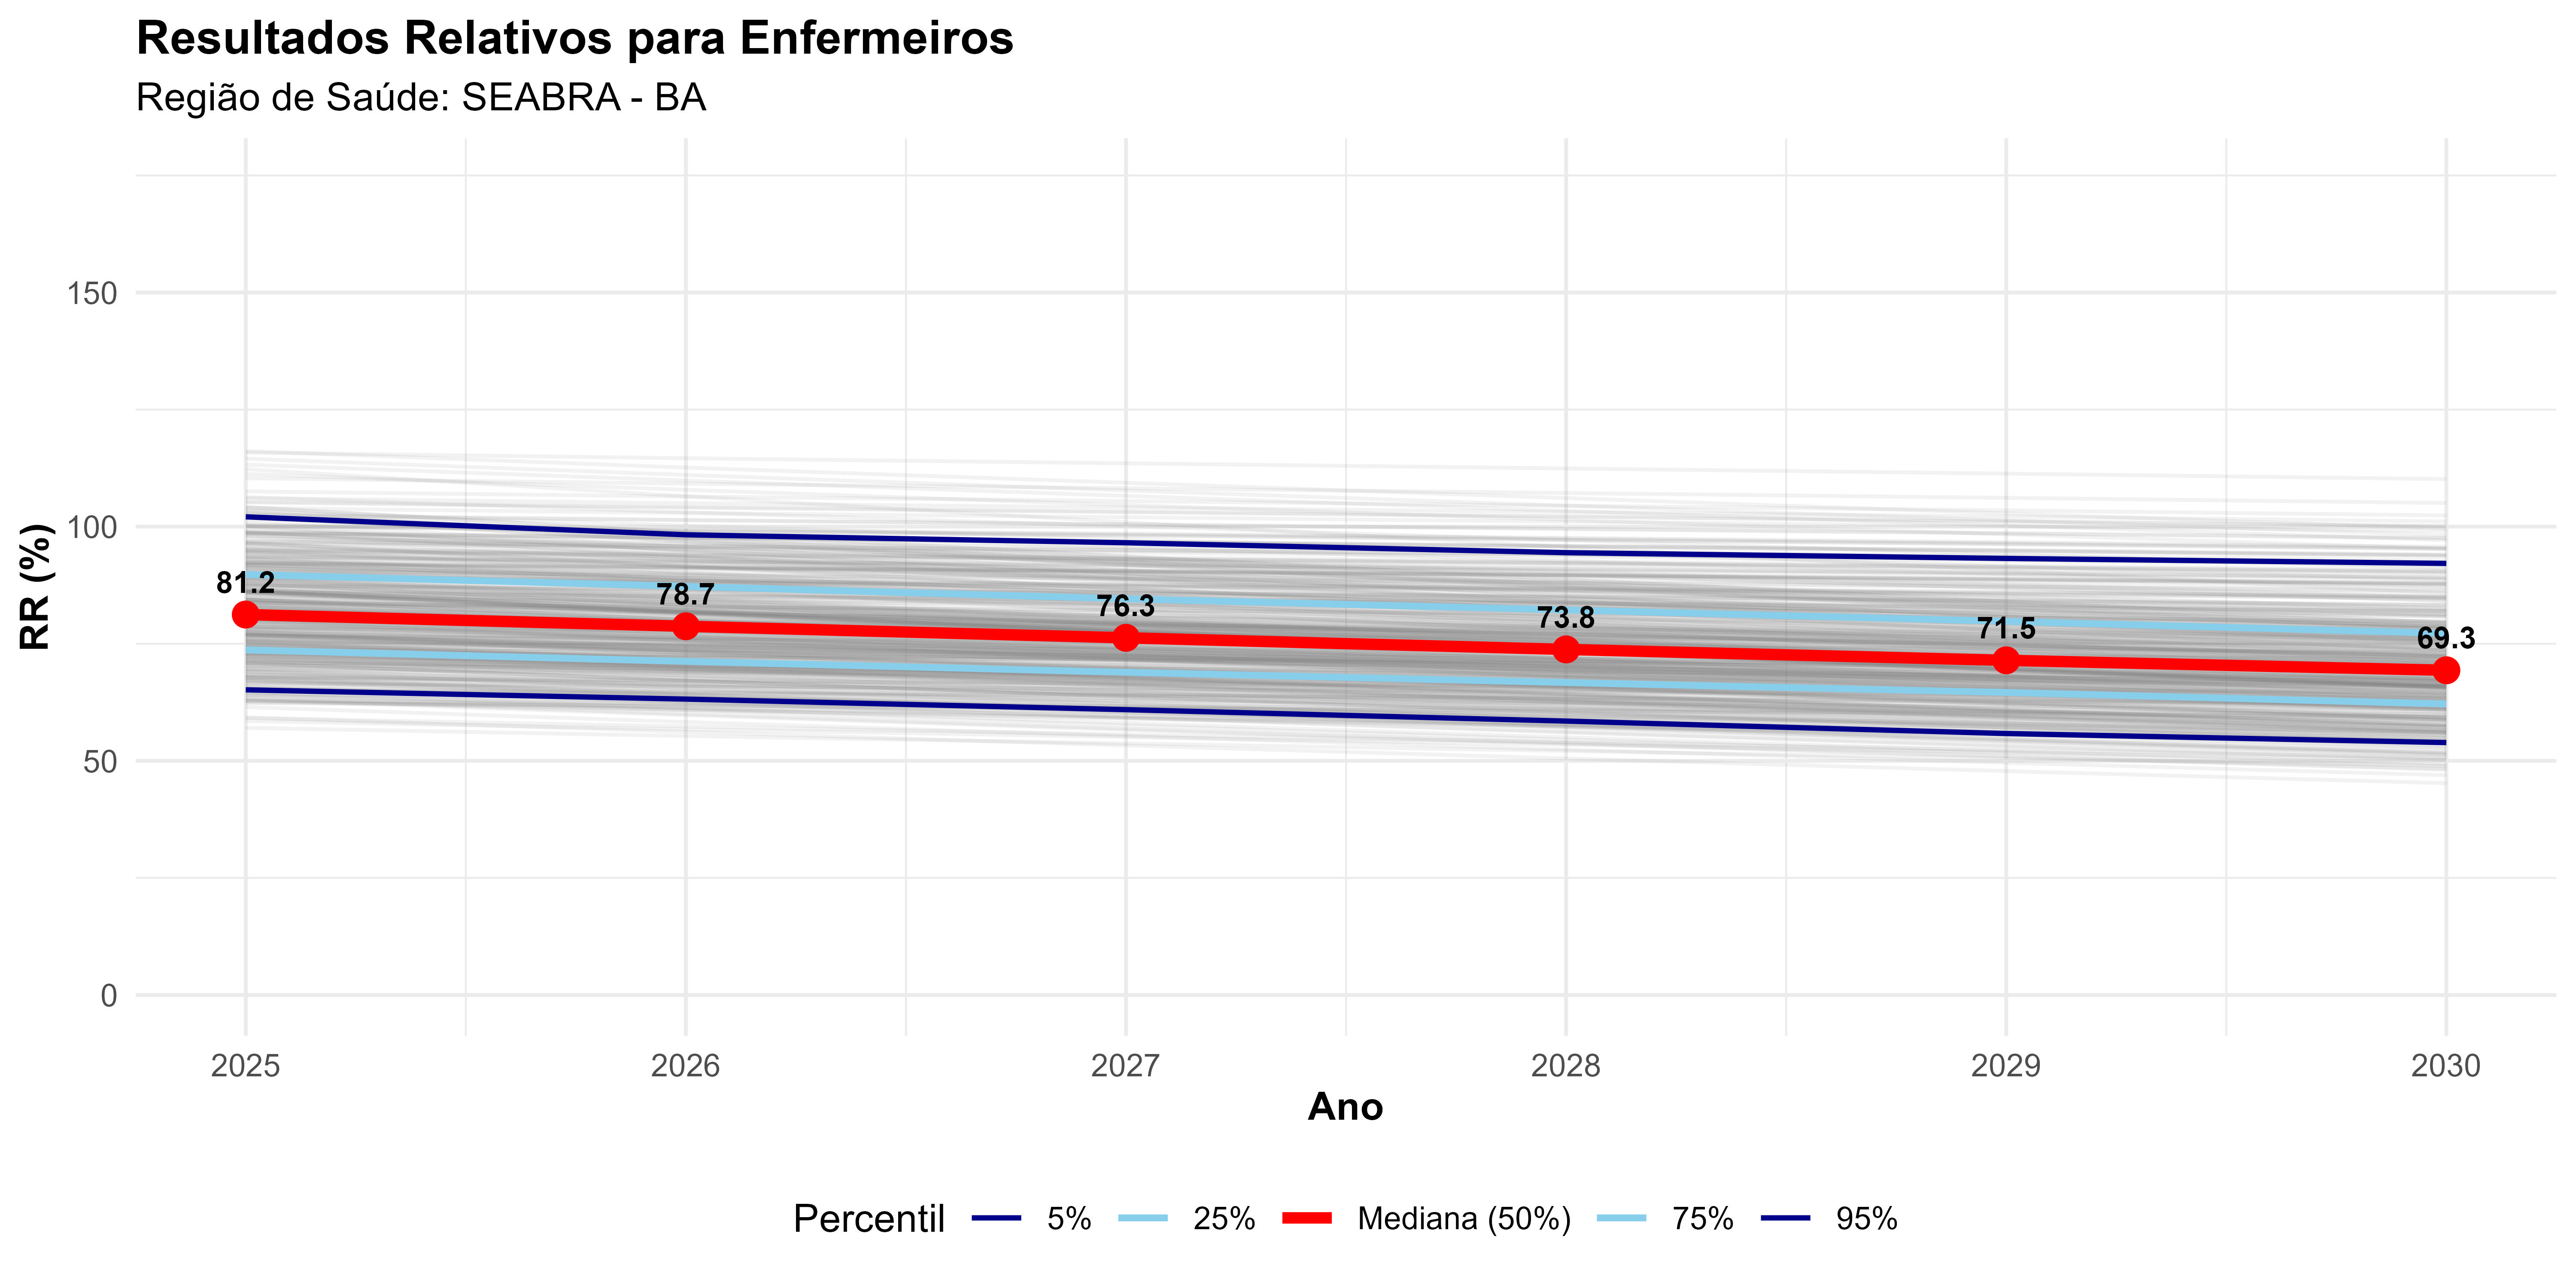 Resultados Relativos para Enfermeiros
Região de Saúde: SEABRA - BA
RR (%)
150
100
50
0
81.2
78.7
76.3
73.8
71.5
69.3
2025 2026 2027 2028 2029 2030
Ano
Percentil 5% 25% Mediana (50%) 75% 95%